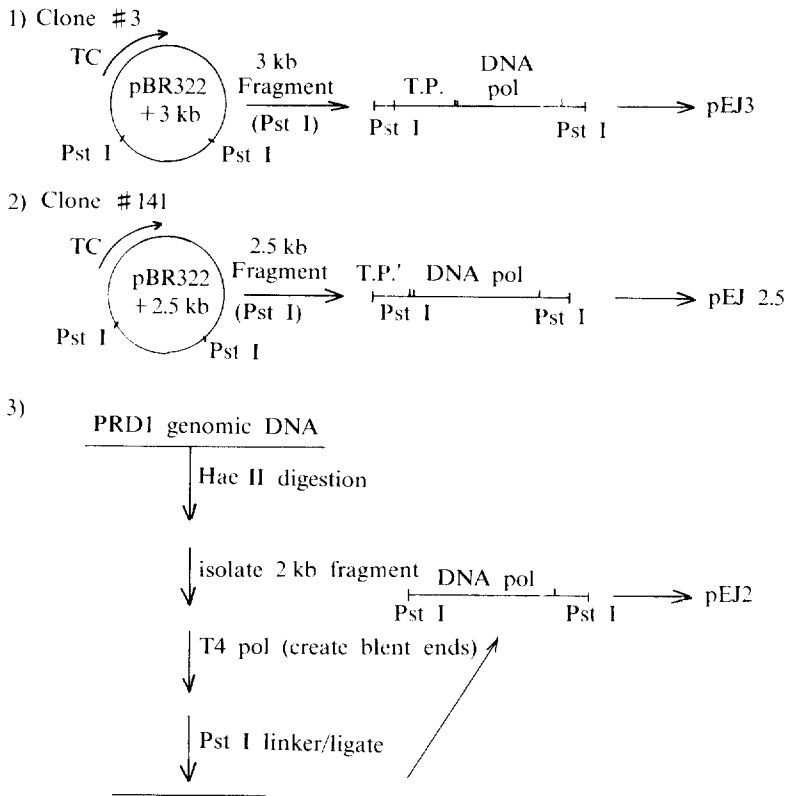 1) Clone #3
TC
pBR322
+3 kb
Pst I
Pst I
3 kb
Fragment
(Pst I)
T.P.
DNA
pol
Pst I
Pst I
pEJ3
2) Clone #141
TC
pBR322
+2.5 kb
Pst I
Pst I
2.5 kb
Fragment
(Pst I)
T.P.'
DNA pol
Pst I
Pst I
pEJ 2.5
3)
PRD1 genomic DNA
Hae II digestion
isolate 2 kb fragment
DNA pol
Pst I
Pst I
pEJ2
T4 pol (create blent ends)
Pst I linker/ligate